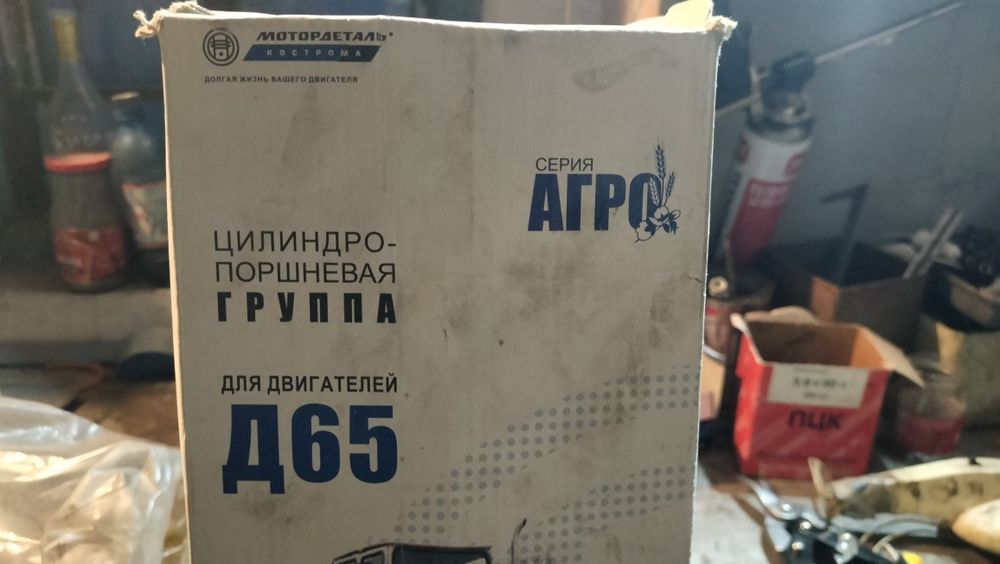 МОТОРДЕТАЛЬ®
КОСТРОМА
ДОЛГАЯ ЖИЗНЬ ВАШЕГО ДВИГАТЕЛЯ
СЕРИЯ
АГРО
ЦИЛИНДРО-
ПОРШНЕВАЯ
ГРУППА
ДЛЯ ДВИГАТЕЛЕЙ
Д65
ПЦК